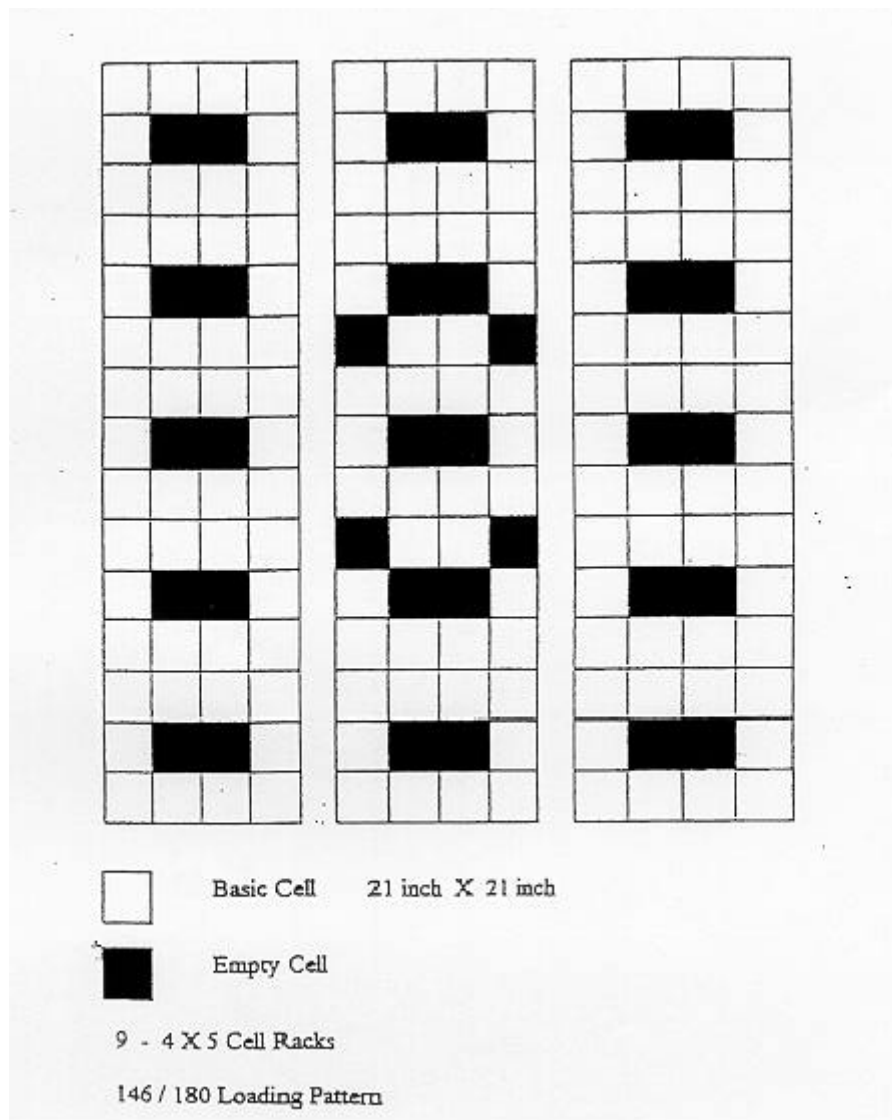 Basic Cell 21 inch X 21 inch
Empty Cell
9 - 4 X 5 Cell Racks
146 / 180 Loading Pattern